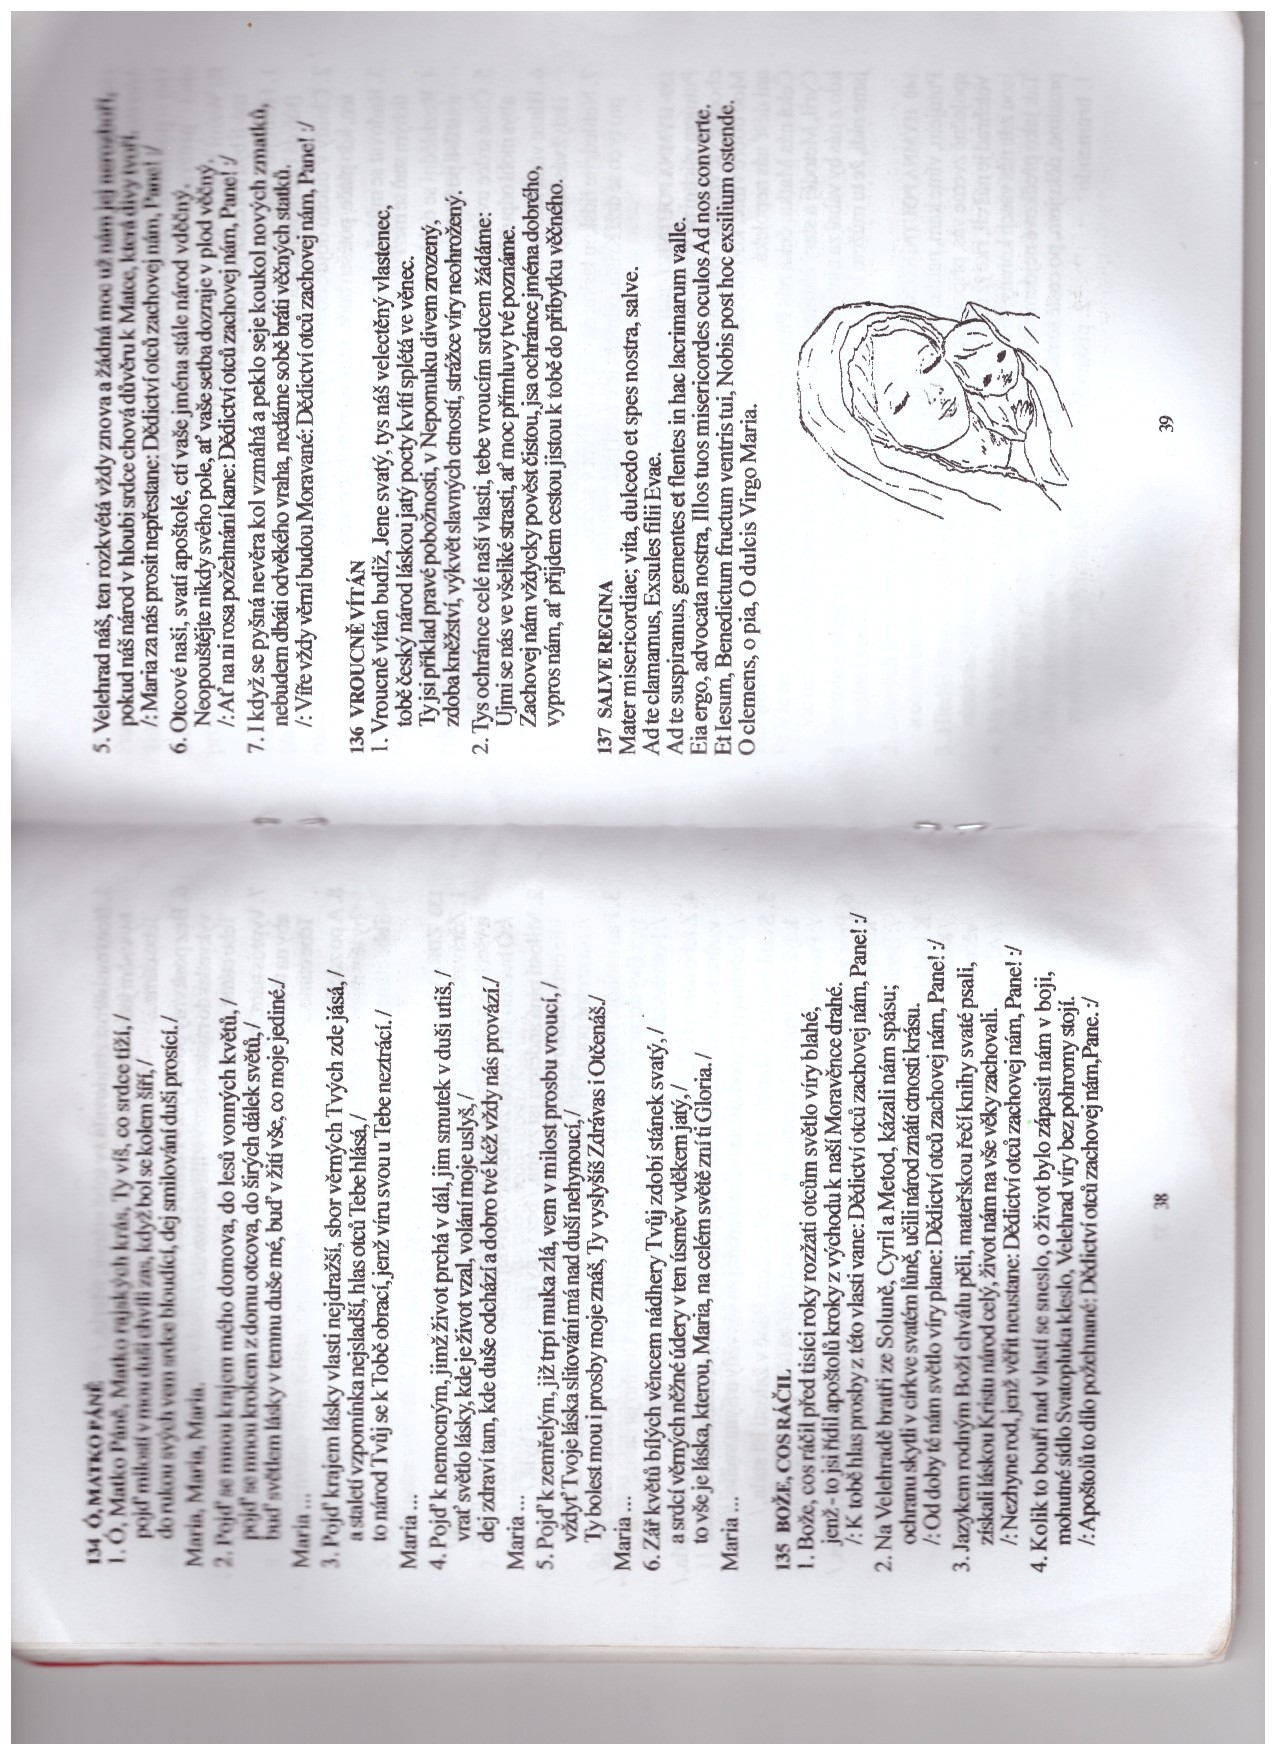 134 Ó, MATKO PÁNĚ
1. Ó, Matko Páně, Matko rajských krás, Ty víš, co srdce tíží, /
pojď milostí v mou duši chvíli zas, když bol se kolem šíří, /
do rukou svých vem srdce bloudící, dej smilování duši prosící./
Maria, Maria, Maria.
2. Pojď se mnou krajem mého domova, do lesů vonných květů, /
pojď se mnou krokem z domu otcova, do širých dálek světů,/
buď světlem lásky v temnu duše mé, buď v žití vše, co moje jediné./
Maria ...
3. Pojď krajem lásky vlasti nejdražší, sbor věrných Tvých zde jásá, /
a staletí vzpomínka nejsladší, hlas otců Tebe hlásá,/
to národ Tvůj se k Tobě obrací, jenž víru svou u Tebe neztrácí./
Maria ...
4. Pojď k nemocným, jimž život prchá v dál, jim smutek v duši utiš, /
vrať světlo lásky, kde je život vzal, volání moje uslyš, /
dej zdraví tam, kde duše odchází a dobro tvé kéž vždy nás provází./
Maria ...
5. Pojď k zemřelým, již trpí muka zlá, vem v milost prosbu vroucí, /
vždyť Tvoje láska slitování má nad duší nehynoucí,/
Ty bolest mou i prosby moje znáš, Ty vyslyšíš Zdrávas i Otčenáš./
Maria ...
6. Zář květů bílých věncem nádhery Tvůj zdobí stánek svatý, /
a srdcí věrných něžné údery v ten úsměv vděkem jatý,/
to vše je láska, kterou, Maria, na celém světě zní ti Gloria./
Maria ...
135 BOŽE, COS RÁČIL
1. Bože, cos ráčil před tisíci roky rozžati otcům světlo víry blahé,
jenž - to jsi řídil apoštolů kroky z východu k naší Moravěnce drahé.
/: K tobě hlas prosby z této vlasti vane: Dědictví otců zachovej nám, Pane! :/
2. Na Velehradě bratři ze Soluně, Cyril a Metod, kázali nám spásu;
ochranu skytli v církve svatém lůně, učili národ znáti ctnosti krásu.
/: Od doby té nám světlo víry plane: Dědictví otců zachovej nám, Pane! :/
3. Jazykem rodným Boží chválu pěli, mateřskou řečí knihy svaté psali,
získali láskou Kristu národ celý, život nám na vše věky zachovali.
/: Nezhyne rod, jenž věřit neustane: Dědictví otců zachovej nám, Pane! :/
4. Kolik to bouří nad vlastí se sneslo, o život bylo zápasit nám v boji,
mohutné sídlo Svatopluka kleslo, Velehrad víry bez pohromy stojí.
/: Apoštolů to dílo požehnané: Dědictví otců zachovej nám,Pane. :/
38
5. Velehrad náš, ten rozkvétá vždy znova a žádná moc už nám jej nezboří,
pokud náš národ v hloubi srdce chová důvěru k Matce, která divy tvoří.
/: Maria za nás prosit nepřestane: Dědictví otců zachovej nám, Pane! :/
6. Otcové naši, svatí apoštolé, ctí vaše jména stále národ vděčný.
Neopouštějte nikdy svého pole, ať vaše setba dozraje v plod věčný.
/: Ať na ni rosa požehnání kane: Dědictví otců zachovej nám, Pane! :/
7. I když se pyšná nevěra kol vzmáhá a peklo seje koukol nových zmatků,
nebudem dbáti odvěkého vraha, nedáme sobě bráti věčných statků.
/: Víře vždy věrni budou Moravané: Dědictví otců zachovej nám, Pane! :/
136 VROUCNĚ VÍTÁN
1. Vroucně vítán budiž, Jene svatý, tys náš velectěný vlastenec,
tobě český národ láskou jatý pocty kvítí splétá ve věnec.
Ty jsi příklad pravé pobožnosti, v Nepomuku divem zrozený,
zdoba kněžství, výkvět slavných ctností, strážce víry neohrožený.
2. Tys ochránce celé naší vlasti, tebe vroucím srdcem žádáme:
Ujmi se nás ve všeliké strasti, ať moc přímluvy tvé poznáme.
Zachovej nám vždycky pověst čistou, jsa ochránce jména dobrého,
vypros nám, ať přijdem cestou jistou k tobě do příbytku věčného.
137 SALVE REGINA
Mater misericordiae; vita, dulcedo et spes nostra, salve.
Ad te clamamus, Exsules filii Evae.
Ad te suspiramus, gementes et flentes in hac lacrimarum valle.
Eia ergo, advocata nostra, Illos tuos misericordes oculos Ad nos converte.
Et Iesum, Benedictum fructum ventris tui, Nobis post hoc exsilium ostende.
O clemens, o pia, O dulcis Virgo Maria.
39